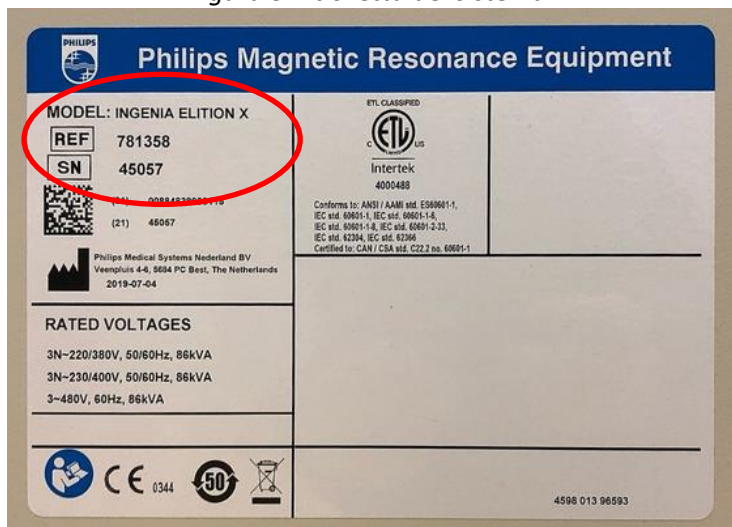 PHILIPS
Philips Magnetic Resonance Equipment
MODEL: INGENIA ELITION X
REF 781358
SN 45057
(21) 45057
Philips Medical Systems Nederland BV
Veenpluis 4-6, 5684 PC Best, The Netherlands
2019-07-04
ETL CLASSIFIED
C ETL US
Intertek
4000488
Conforms to: ANSI / AAMI std. ES60601-1,
IEC std. 60601-1, IEC std. 60601-1-6,
IEC std. 60601-1-8, IEC std. 60601-2-33,
IEC std. 62304, IEC std. 62366
Certified to: CAN / CSA std. C22.2 no. 60601-1
RATED VOLTAGES
3N~220/380V, 50/60Hz, 86kVA
3N~230/400V, 50/60Hz, 86kVA
3~480V, 60Hz, 86kVA
CE 0344
50
4598 013 96593